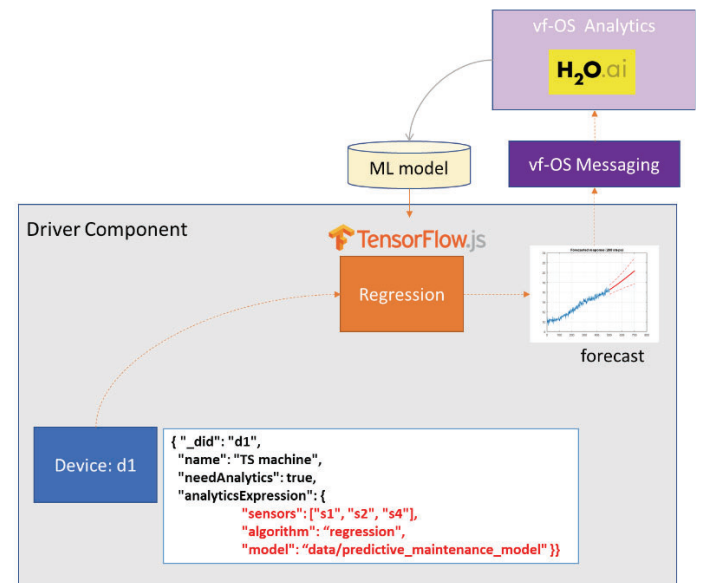 vf-OS Analytics
H2O.ai
ML model
vf-OS Messaging
Driver Component
TensorFlow.js
Regression
forecast
Device: d1
{ "_did": "d1",
"name": "TS machine",
"needAnalytics": true,
"analyticsExpression": {
"sensors": ["s1", "s2", "s4"],
"algorithm": “regression",
"model": “data/predictive_maintenance_model" }}